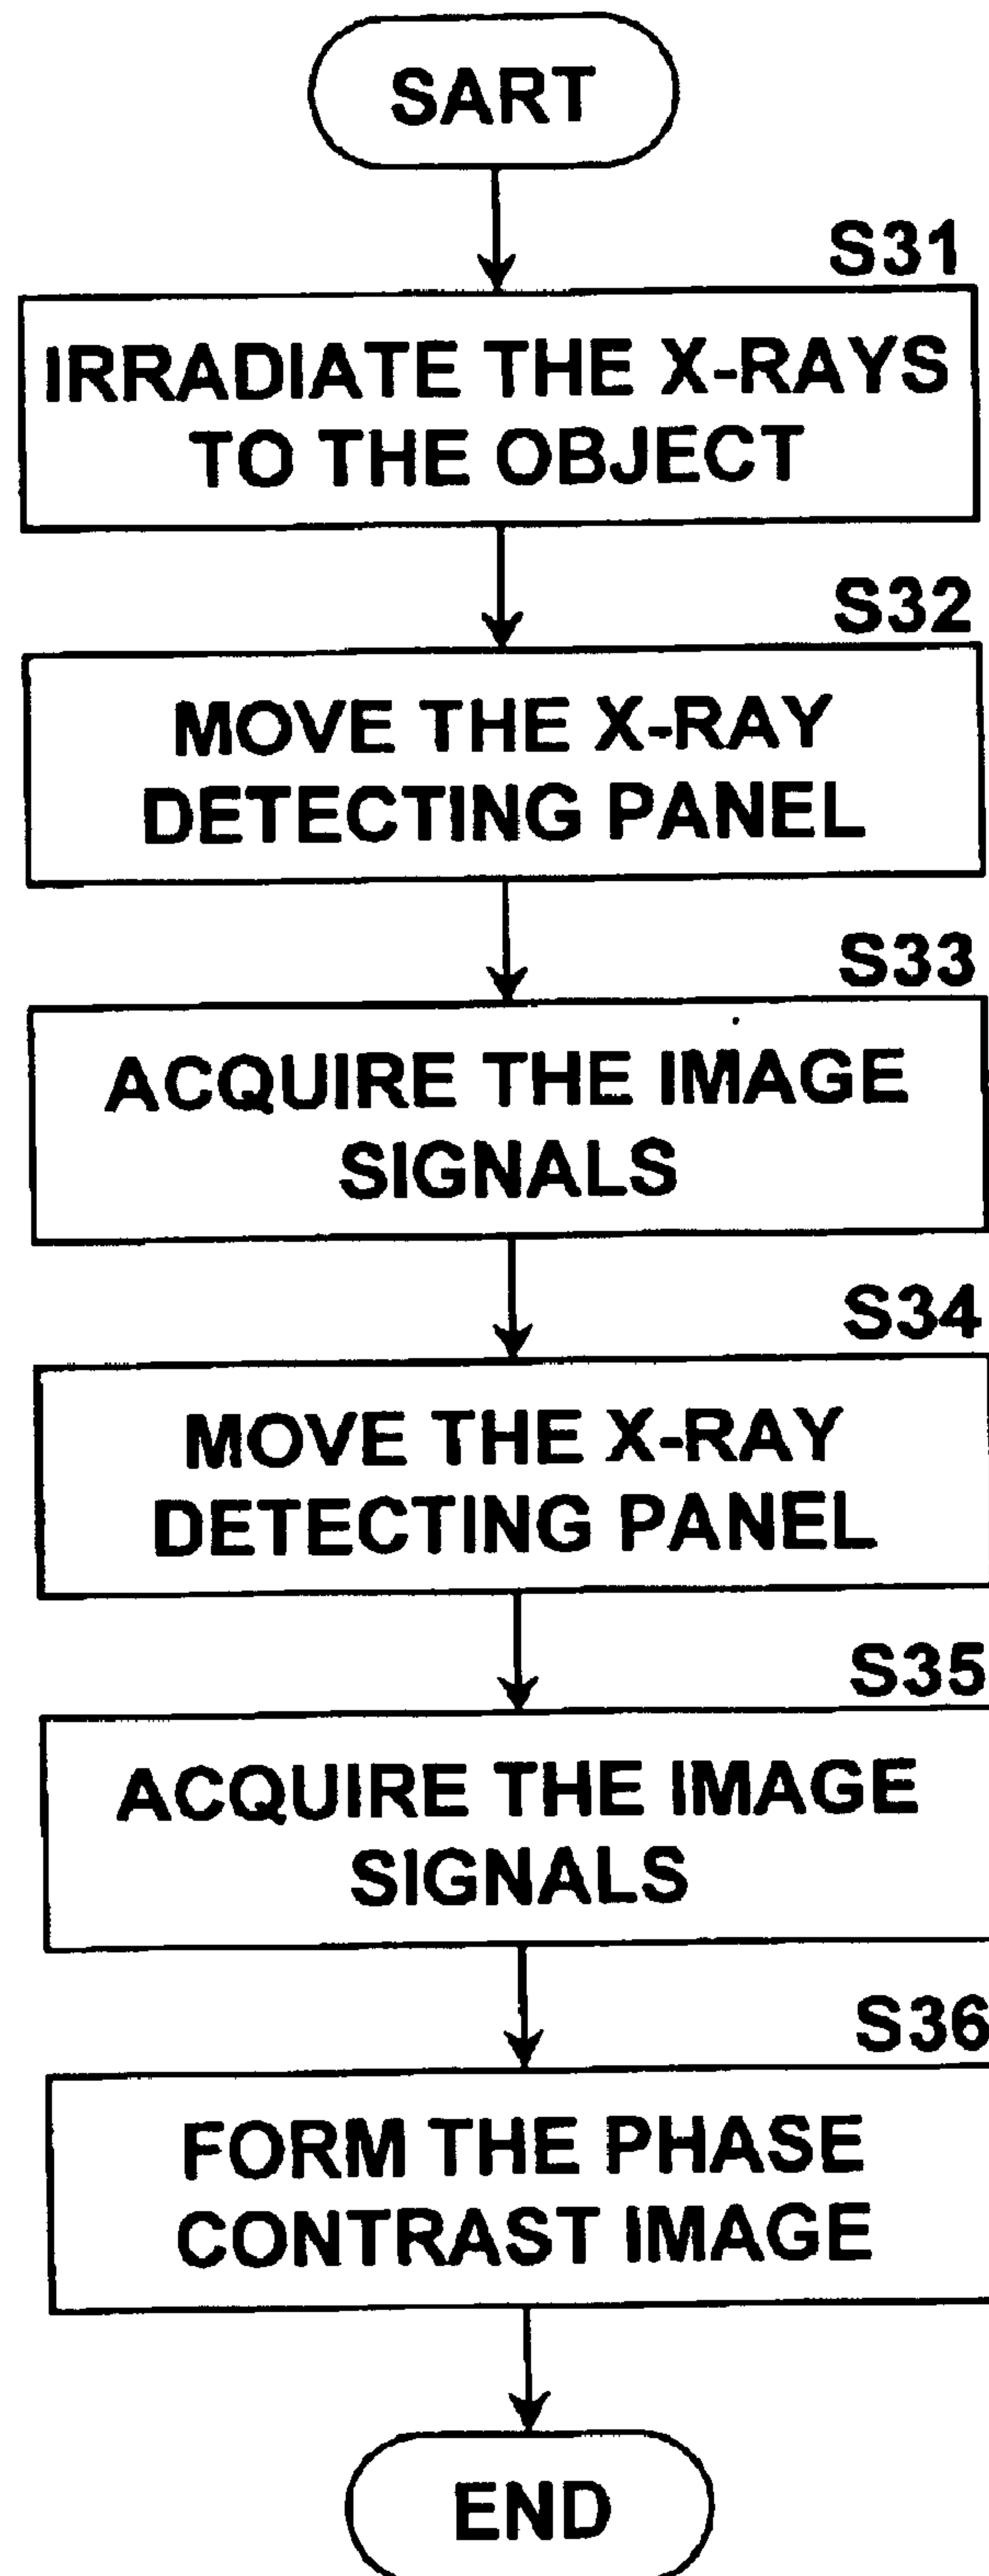 SART
S31
IRRADIATE THE X-RAYS
TO THE OBJECT
S32
MOVE THE X-RAY
DETECTING PANEL
S33
ACQUIRE THE IMAGE
SIGNALS
S34
MOVE THE X-RAY
DETECTING PANEL
S35
ACQUIRE THE IMAGE
SIGNALS
S36
FORM THE PHASE
CONTRAST IMAGE
END